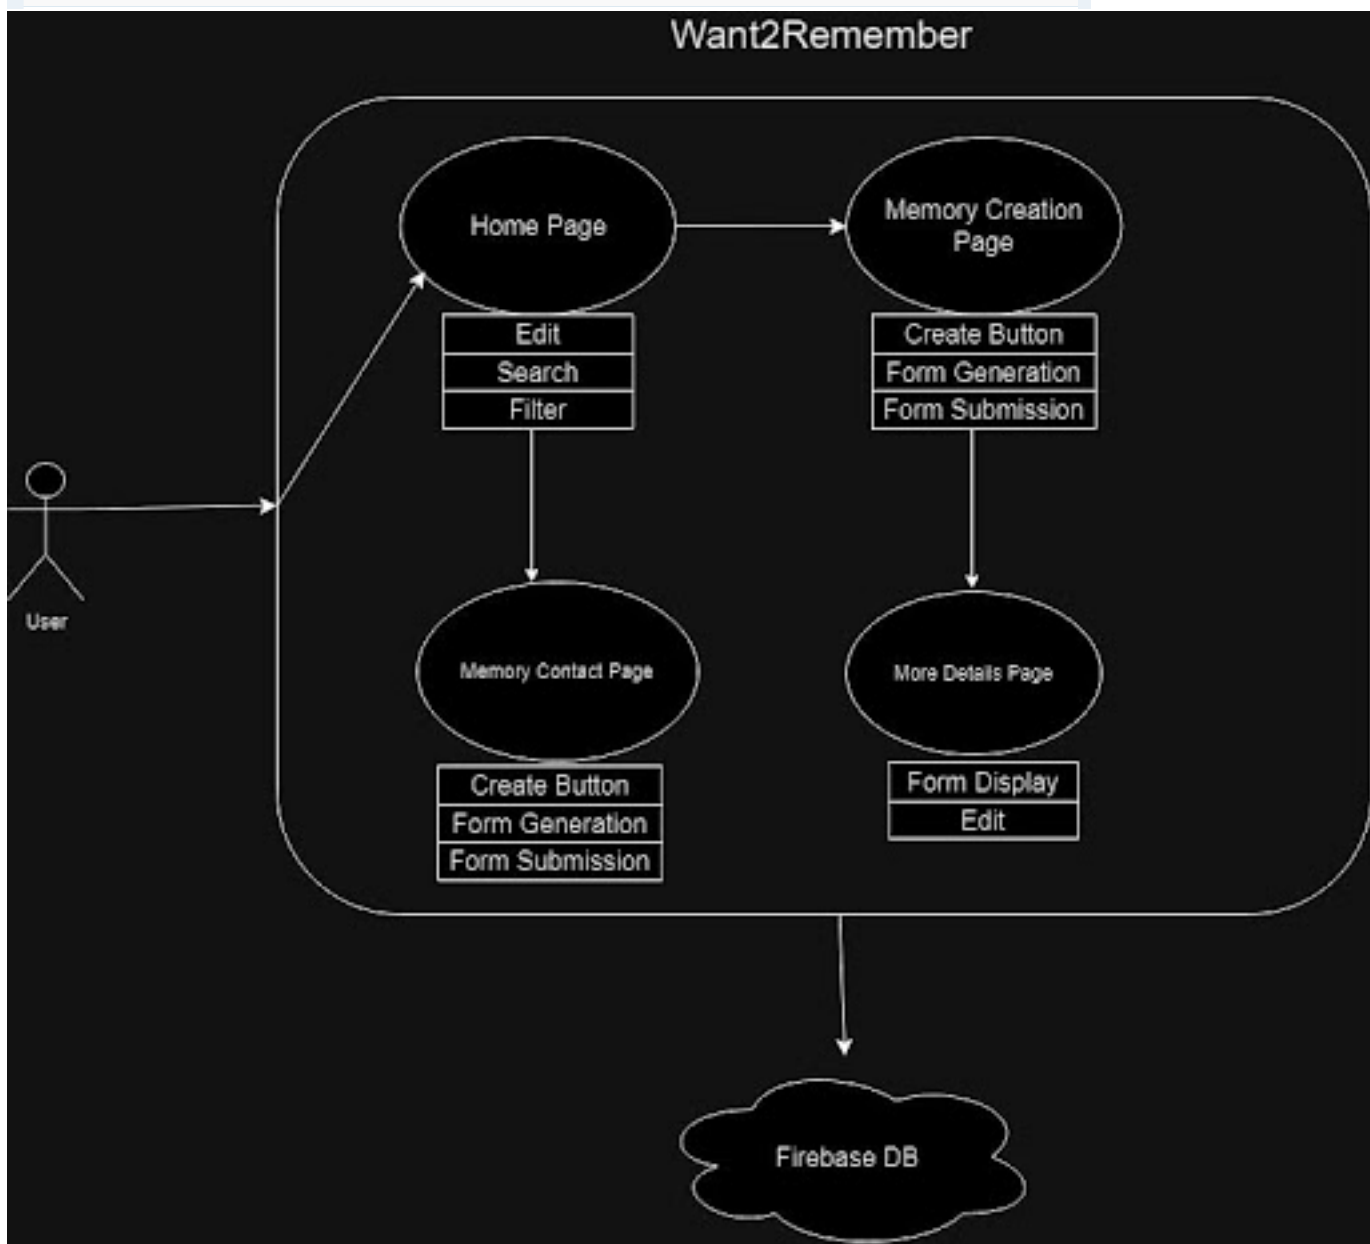 Want2Remember
Home Page
Edit
Search
Filter
Memory Creation
Page
Create Button
Form Generation
Form Submission
User
Memory Contact Page
Create Button
Form Generation
Form Submission
More Details Page
Form Display
Edit
Firebase DB